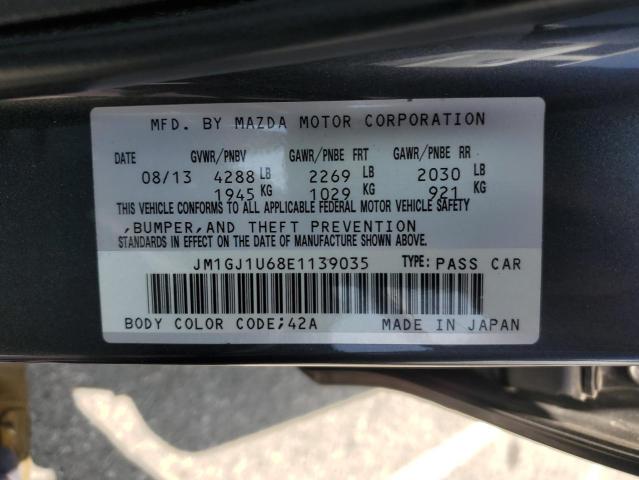 MFD. BY MAZDA MOTOR CORPORATION
DATE GVWR/PNBV GAWR/PNBE FRT GAWR/PNBE RR
08/13 4288 LB 2269 LB 2030 LB
1945 KG 1029 KG 921 KG
THIS VEHICLE CONFORMS TO ALL APPLICABLE FEDERAL MOTOR VEHICLE SAFETY
,BUMPER,AND THEFT PREVENTION
STANDARDS IN EFFECT ON THE DATE OF MANUFACTURE SHOWN ABOVE.
JM1GJ1U68E1139035 TYPE: PASS CAR
BODY COLOR CODE;42A MADE IN JAPAN